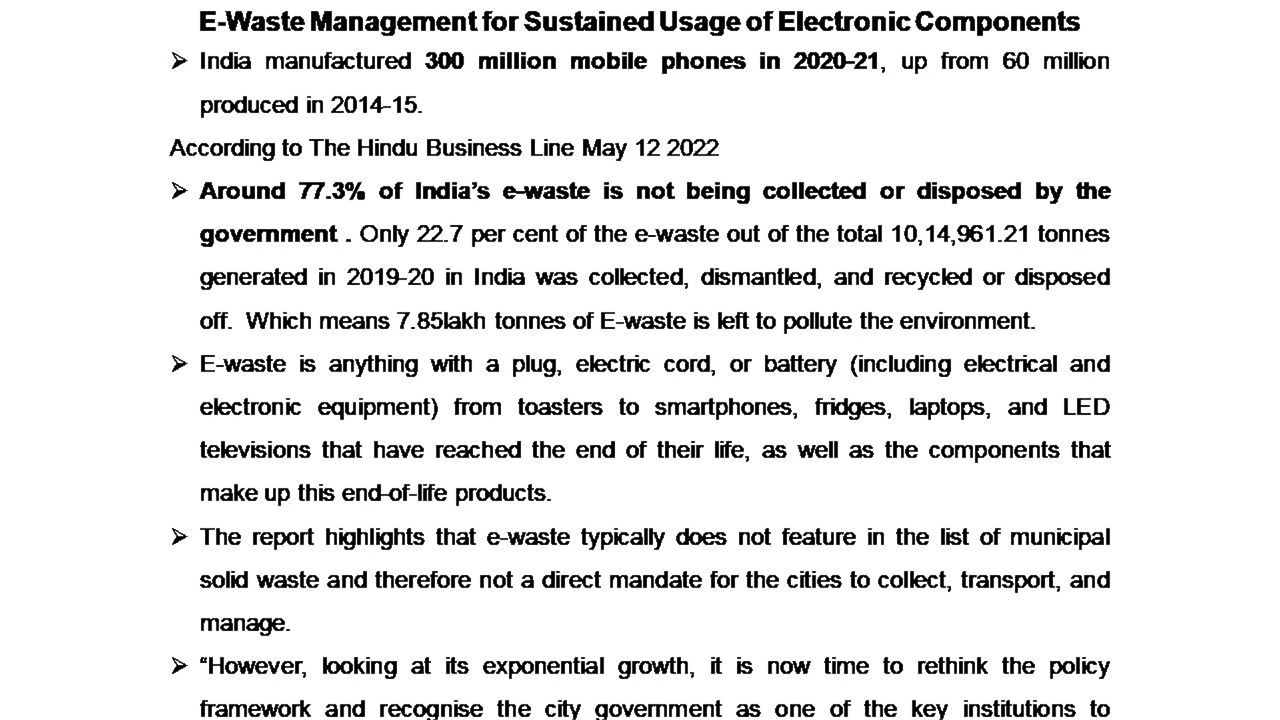 E-Waste Management for Sustained Usage of Electronic Components
➢ India manufactured 300 million mobile phones in 2020-21, up from 60 million
produced in 2014-15.
According to The Hindu Business Line May 12 2022
➢ Around 77.3% of India’s e-waste is not being collected or disposed by the
government . Only 22.7 per cent of the e-waste out of the total 10,14,961.21 tonnes
generated in 2019-20 in India was collected, dismantled, and recycled or disposed
off. Which means 7.85lakh tonnes of E-waste is left to pollute the environment.
➢ E-waste is anything with a plug, electric cord, or battery (including electrical and
electronic equipment) from toasters to smartphones, fridges, laptops, and LED
televisions that have reached the end of their life, as well as the components that
make up this end-of-life products.
➢ The report highlights that e-waste typically does not feature in the list of municipal
solid waste and therefore not a direct mandate for the cities to collect, transport, and
manage.
➢ “However, looking at its exponential growth, it is now time to rethink the policy
framework and recognise the city government as one of the key institutions to